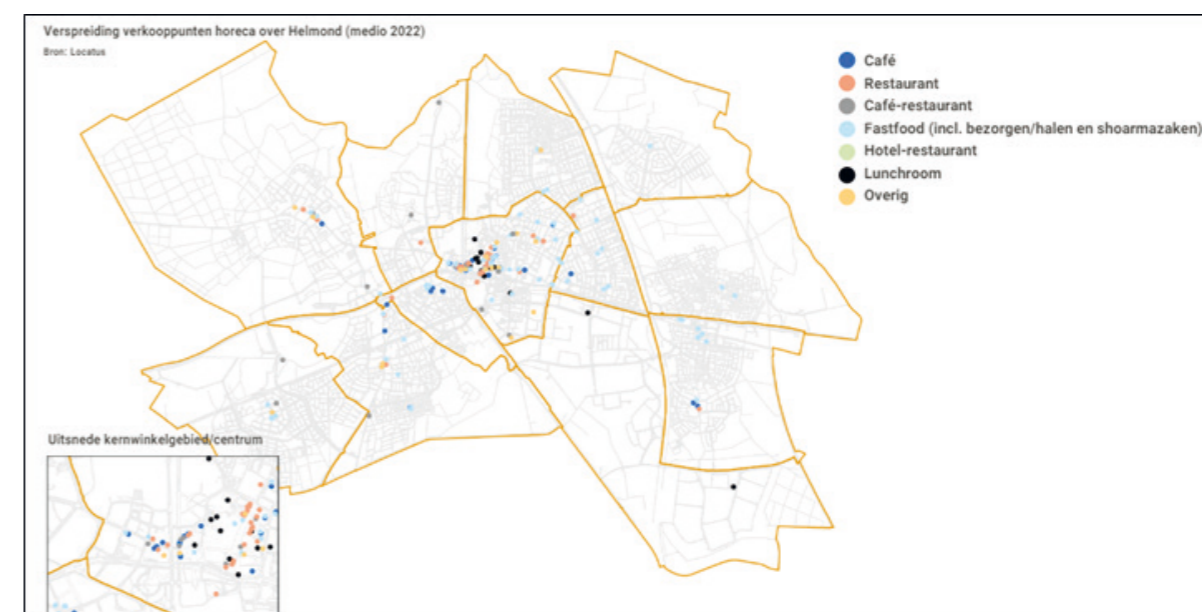 Verspreiding verkooppunten horeca over Helmond (medio 2022)
Bron: Locatus
Café
Restaurant
Café-restaurant
Fastfood (incl. bezorgen/halen en shoarmazaken)
Hotel-restaurant
Lunchroom
Overig
Uitsnede kernwinkelgebied/centrum